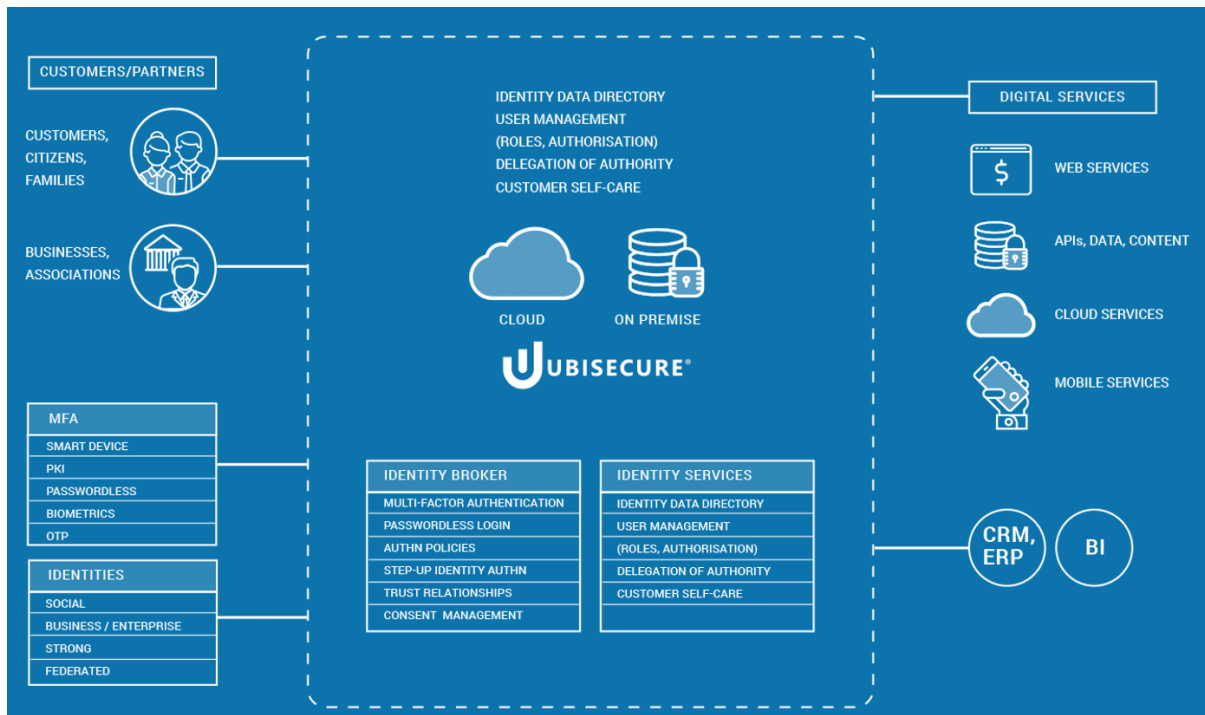 CUSTOMERS/PARTNERS
CUSTOMERS,
CITIZENS,
FAMILIES
BUSINESSES,
ASSOCIATIONS
MFA
SMART DEVICE
PKI
PASSWORDLESS
BIOMETRICS
OTP
IDENTITIES
SOCIAL
BUSINESS / ENTERPRISE
STRONG
FEDERATED
IDENTITY DATA DIRECTORY
USER MANAGEMENT
(ROLES, AUTHORISATION)
DELEGATION OF AUTHORITY
CUSTOMER SELF-CARE
CLOUD
ON PREMISE
UBISECURE®
IDENTITY BROKER
MULTI-FACTOR AUTHENTICATION
PASSWORDLESS LOGIN
AUTHN POLICIES
STEP-UP IDENTITY AUTHN
TRUST RELATIONSHIPS
CONSENT MANAGEMENT
IDENTITY SERVICES
IDENTITY DATA DIRECTORY
USER MANAGEMENT
(ROLES, AUTHORISATION)
DELEGATION OF AUTHORITY
CUSTOMER SELF-CARE
DIGITAL SERVICES
$
WEB SERVICES
APIs, DATA, CONTENT
CLOUD SERVICES
MOBILE SERVICES
CRM,
ERP
BI